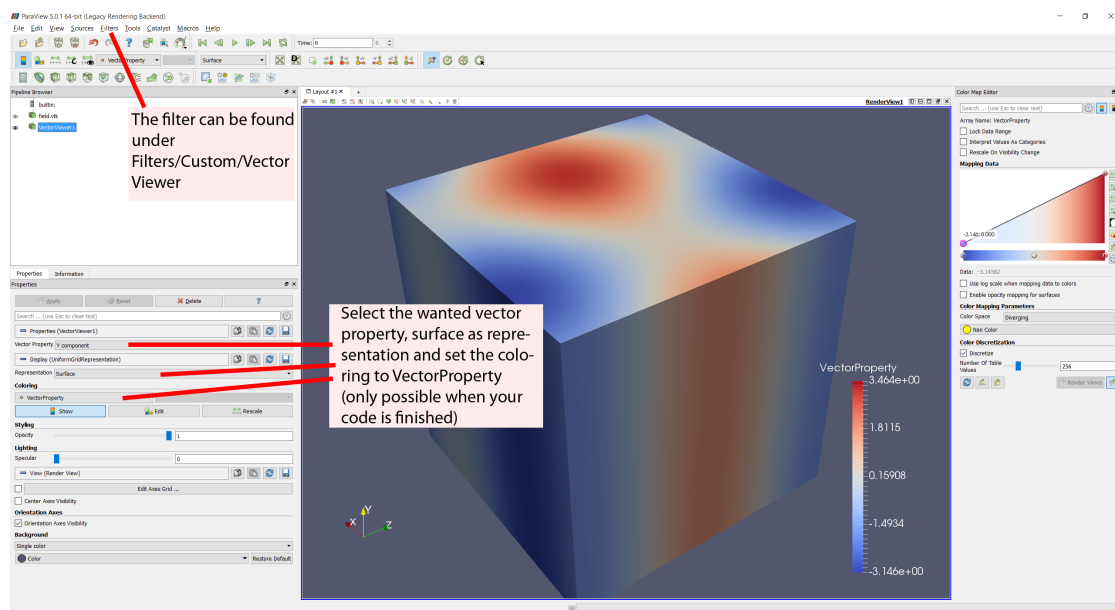 ParaView 5.0.1 64-bit (Legacy Rendering Backend)
File Edit View Sources Filters Tools Catalyst Macros Help
Time: 0 0
VectorProperty Surface
Pipeline Browser
builtin:
field.vtk
VectorViewer1
The filter can be found
under
Filters/Custom/Vector
Viewer
Properties Information
Properties
Apply Reset Delete ?
Search ... (use Esc to clear text)
Properties (VectorViewer1)
Vector Property Y component
Display (UniformGridRepresentation)
Representation Surface
Coloring
VectorProperty
Show Edit Rescale
Styling
Opacity 1
Lighting
Specular 0
View (Render View)
Edit Axes Grid ...
Center Axes Visibility
Orientation Axes
Orientation Axes Visibility
Background
Single color
Color Restore Default
Layout #1 X +
3D
RenderView1
Select the wanted vector
property, surface as repre-
sentation and set the colo-
ring to VectorProperty
(only possible when your
code is finished)
X Y Z
VectorProperty
3.464e+00
1.8115
0.15908
-1.4934
-3.146e+00
Color Map Editor
Search ... (use Esc to clear text)
Array Name: VectorProperty
Lock Data Range
Interpret Values As Categories
Rescale On Visibility Change
Mapping Data
Data: -3.14582
Use log scale when mapping data to colors
Enable opacity mapping for surfaces
Color Mapping Parameters
Color Space Diverging
Nan Color
Color Discretization
Discretize
Number Of Table
Values 256
Render Views